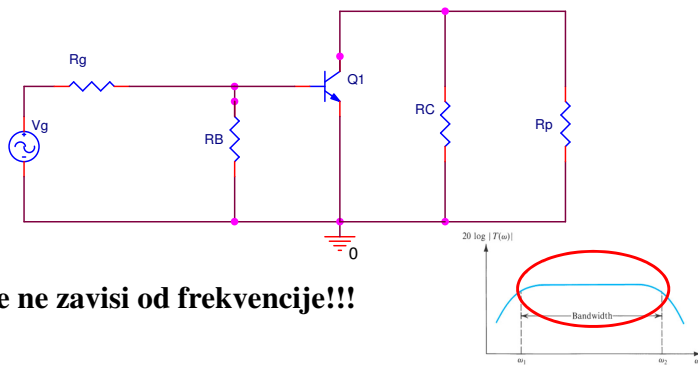 Rg
Q1
Vg
RB
RC
Rp
0
20 log |T(ω)|
e ne zavisi od frekvencije!!!
Bandwidth
ω₁
ω₂